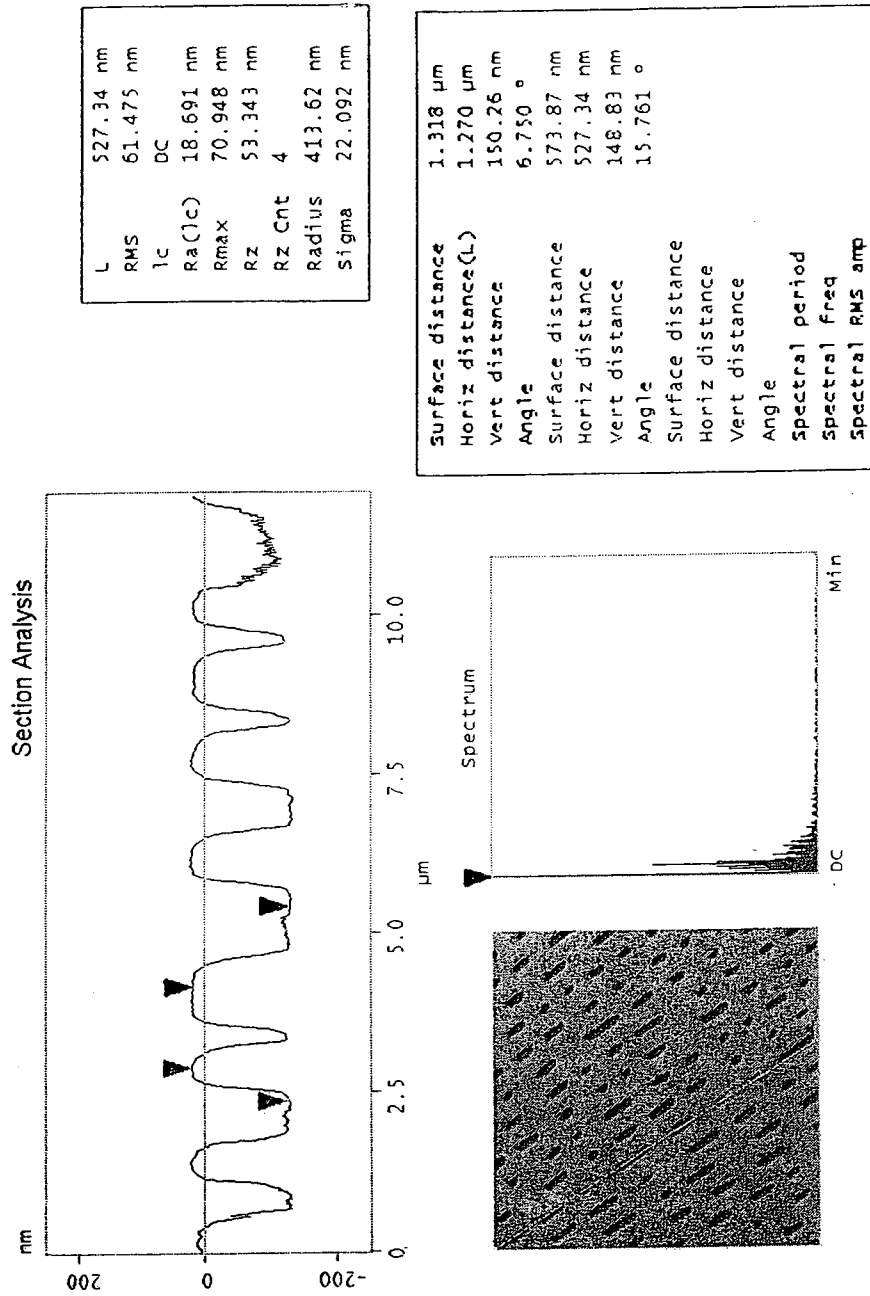 Section Analysis
nm
200
0
-200
0
2.5
5.0
7.5
10.0
µm
L 527.34 nm
RMS 61.475 nm
lc DC
Ra(lc) 18.691 nm
Rmax 70.948 nm
Rz 53.343 nm
Rz Cnt 4
Radius 413.62 nm
Sigma 22.092 nm
Spectrum
DC
Min
Surface distance 1.318 µm
Horiz distance(L) 1.270 µm
Vert distance 150.26 nm
Angle 6.750 °
Surface distance 573.87 nm
Horiz distance 527.34 nm
Vert distance 148.83 nm
Angle 15.761 °
Surface distance
Horiz distance
Vert distance
Angle
Spectral period
Spectral freq
Spectral RMS amp